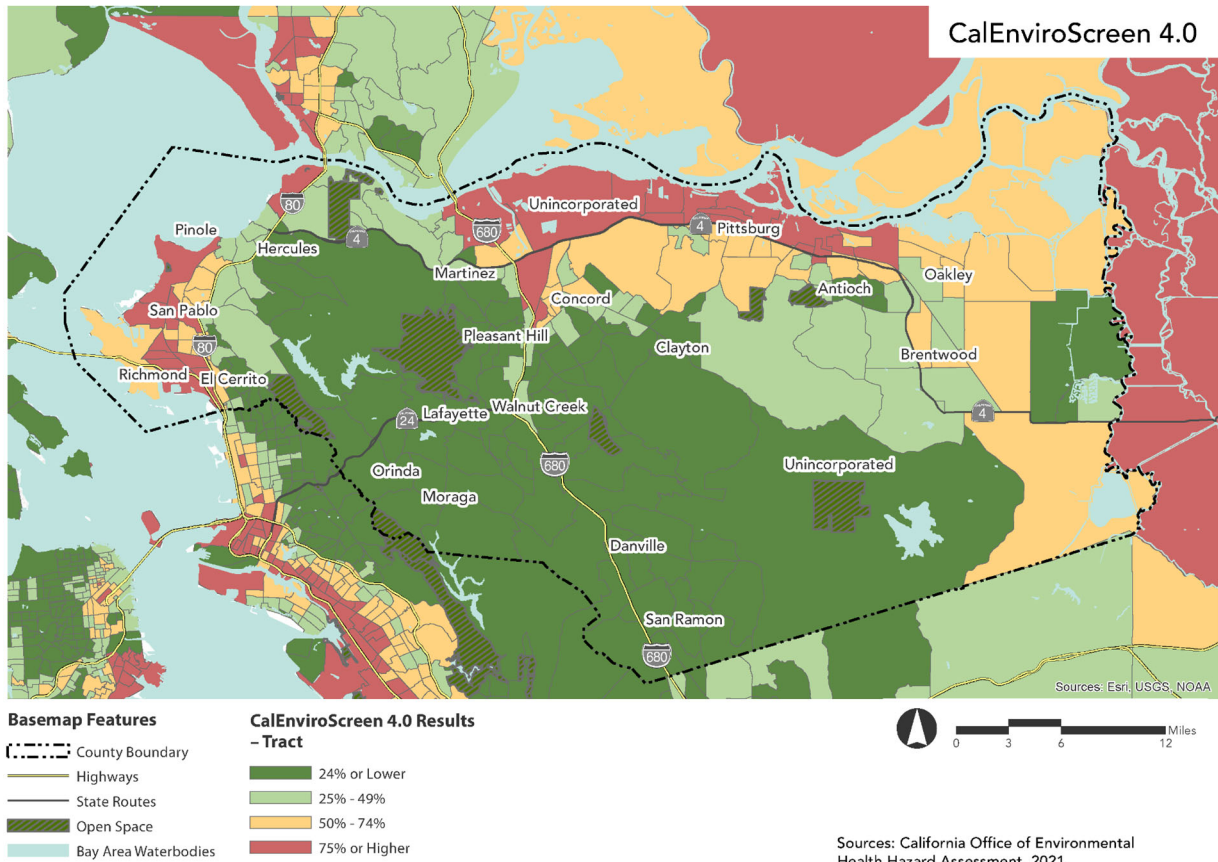 CalEnviroScreen 4.0
80
Unincorporated
Pinole
680
4
Pittsburg
Hercules
4
Martinez
Oakley
Antioch
Concord
San Pablo
Pleasant Hill
80
Clayton
Brentwood
Richmond
El Cerrito
Walnut Creek
Lafayette
24
4
680
Unincorporated
Orinda
Moraga
Danville
San Ramon
680
Sources: Esri, USGS, NOAA
Basemap Features
County Boundary
Highways
State Routes
Open Space
Bay Area Waterbodies
CalEnviroScreen 4.0 Results
– Tract
24% or Lower
25% - 49%
50% - 74%
75% or Higher
0 3 6 12 Miles
Sources: California Office of Environmental
Health Hazard Assessment, 2021